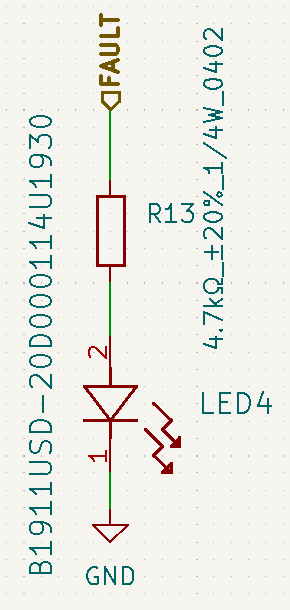 FAULT
R13
4.7kΩ_±20%_1/4W_0402
B1911USD-20D000114U1930
2
LED4
1
GND